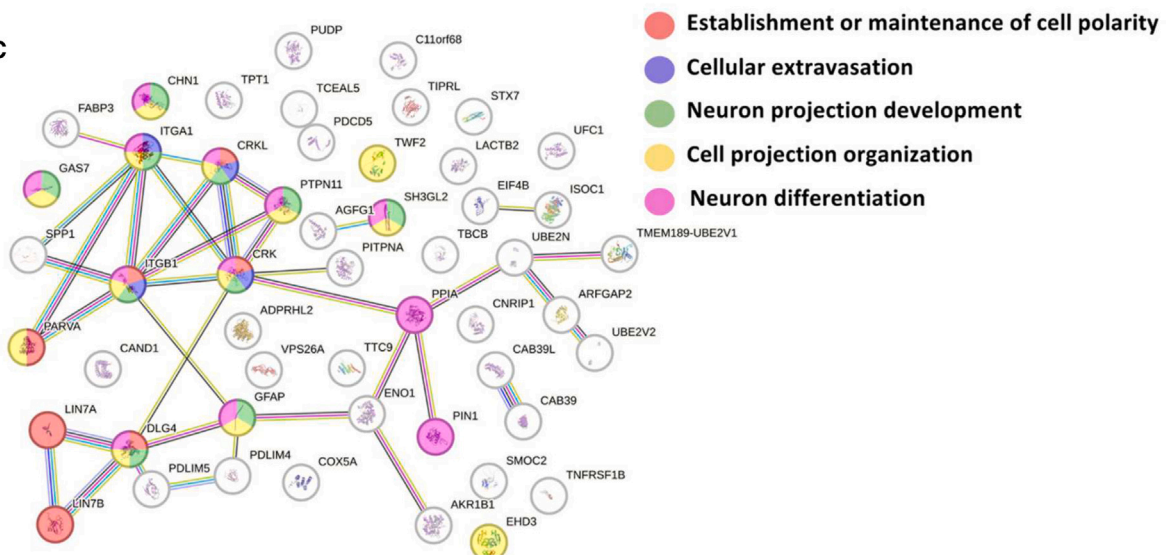 C
PUDP
C11orf68
CHN1
TPT1
TCEAL5
TIPRL
STX7
FABP3
ITGA1
PDCD5
UFC1
CRKL
TWF2
LACTB2
GAS7
PTPN11
SH3GL2
EIF4B
ISOC1
AGFG1
SPP1
TBCB
UBE2N
TMEM189-UBE2V1
ITGB1
CRK
PITPNA
PPIA
ARFGAP2
CNRIP1
ADPRHL2
PARVA
UBE2V2
CAND1
VPS26A
TTC9
CAB39L
GFAP
ENO1
CAB39
LIN7A
PIN1
DLG4
PDLIM5
PDLIM4
COX5A
SMOC2
TNFRSF1B
LIN7B
AKR1B1
EHD3
Establishment or maintenance of cell polarity
Cellular extravasation
Neuron projection development
Cell projection organization
Neuron differentiation